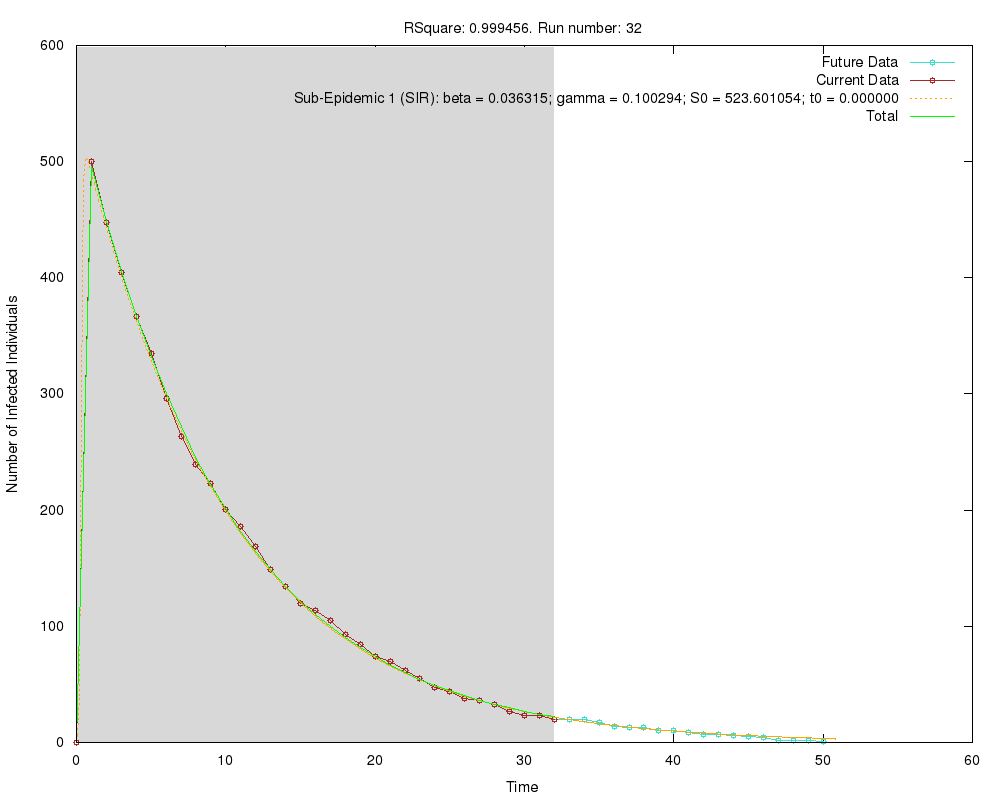 RSquare: 0.999456. Run number: 32
600
500
400
300
200
100
0
Number of Infected Individuals
Future Data
Current Data
Sub-Epidemic 1 (SIR): beta = 0.036315; gamma = 0.100294; S0 = 523.601054; t0 = 0.000000
Total
0 10 20 30 40 50 60
Time